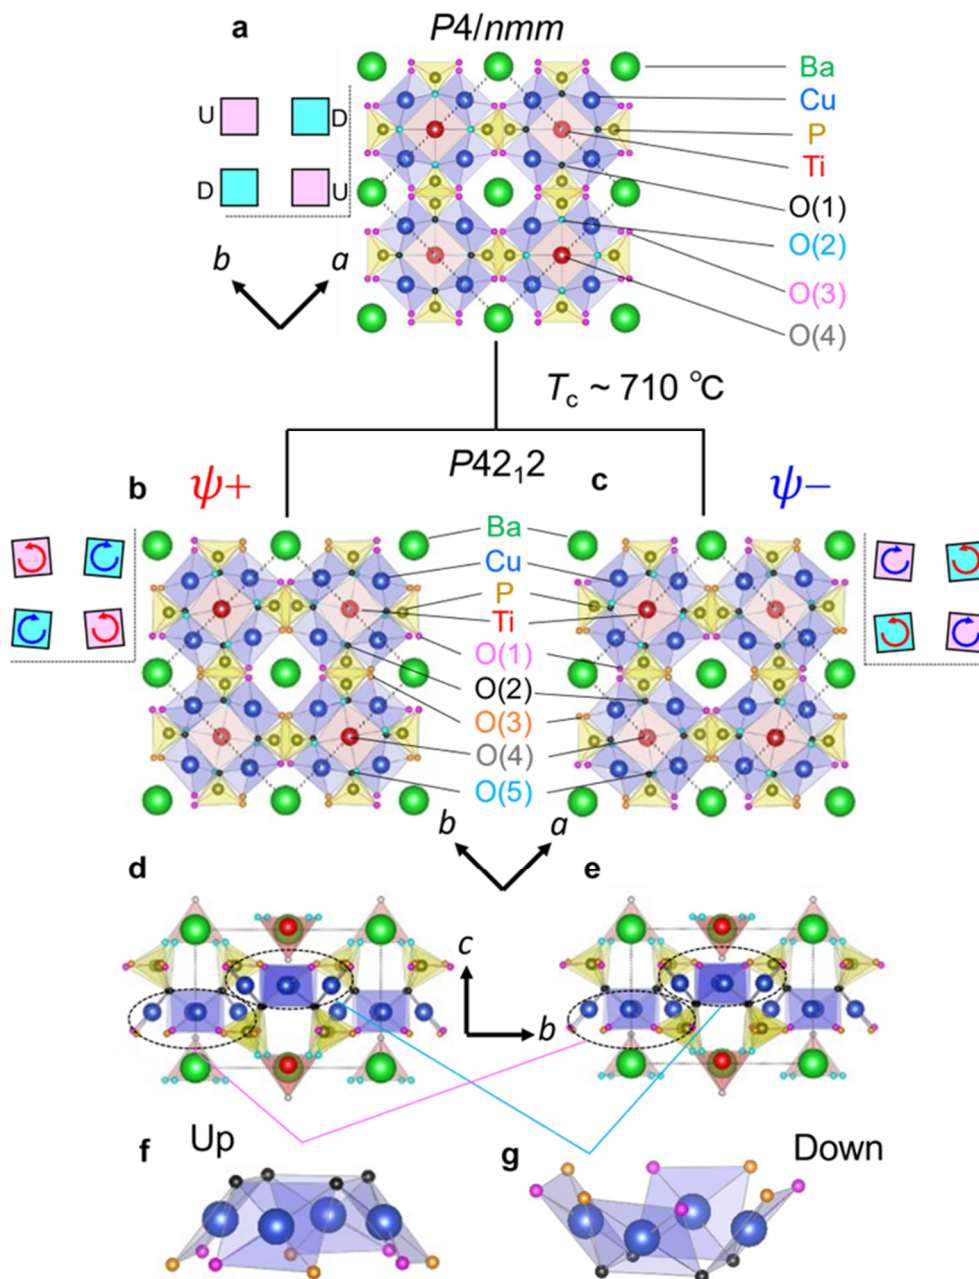 a
P4/nmm
U
D
D
U
b
a
Ba
Cu
P
Ti
O(1)
O(2)
O(3)
O(4)
Tc ~ 710 ℃
P42₁2
b
ψ+
c
ψ−
Ba
Cu
P
Ti
O(1)
O(2)
O(3)
O(4)
O(5)
b
a
d
e
c
b
f
Up
g
Down